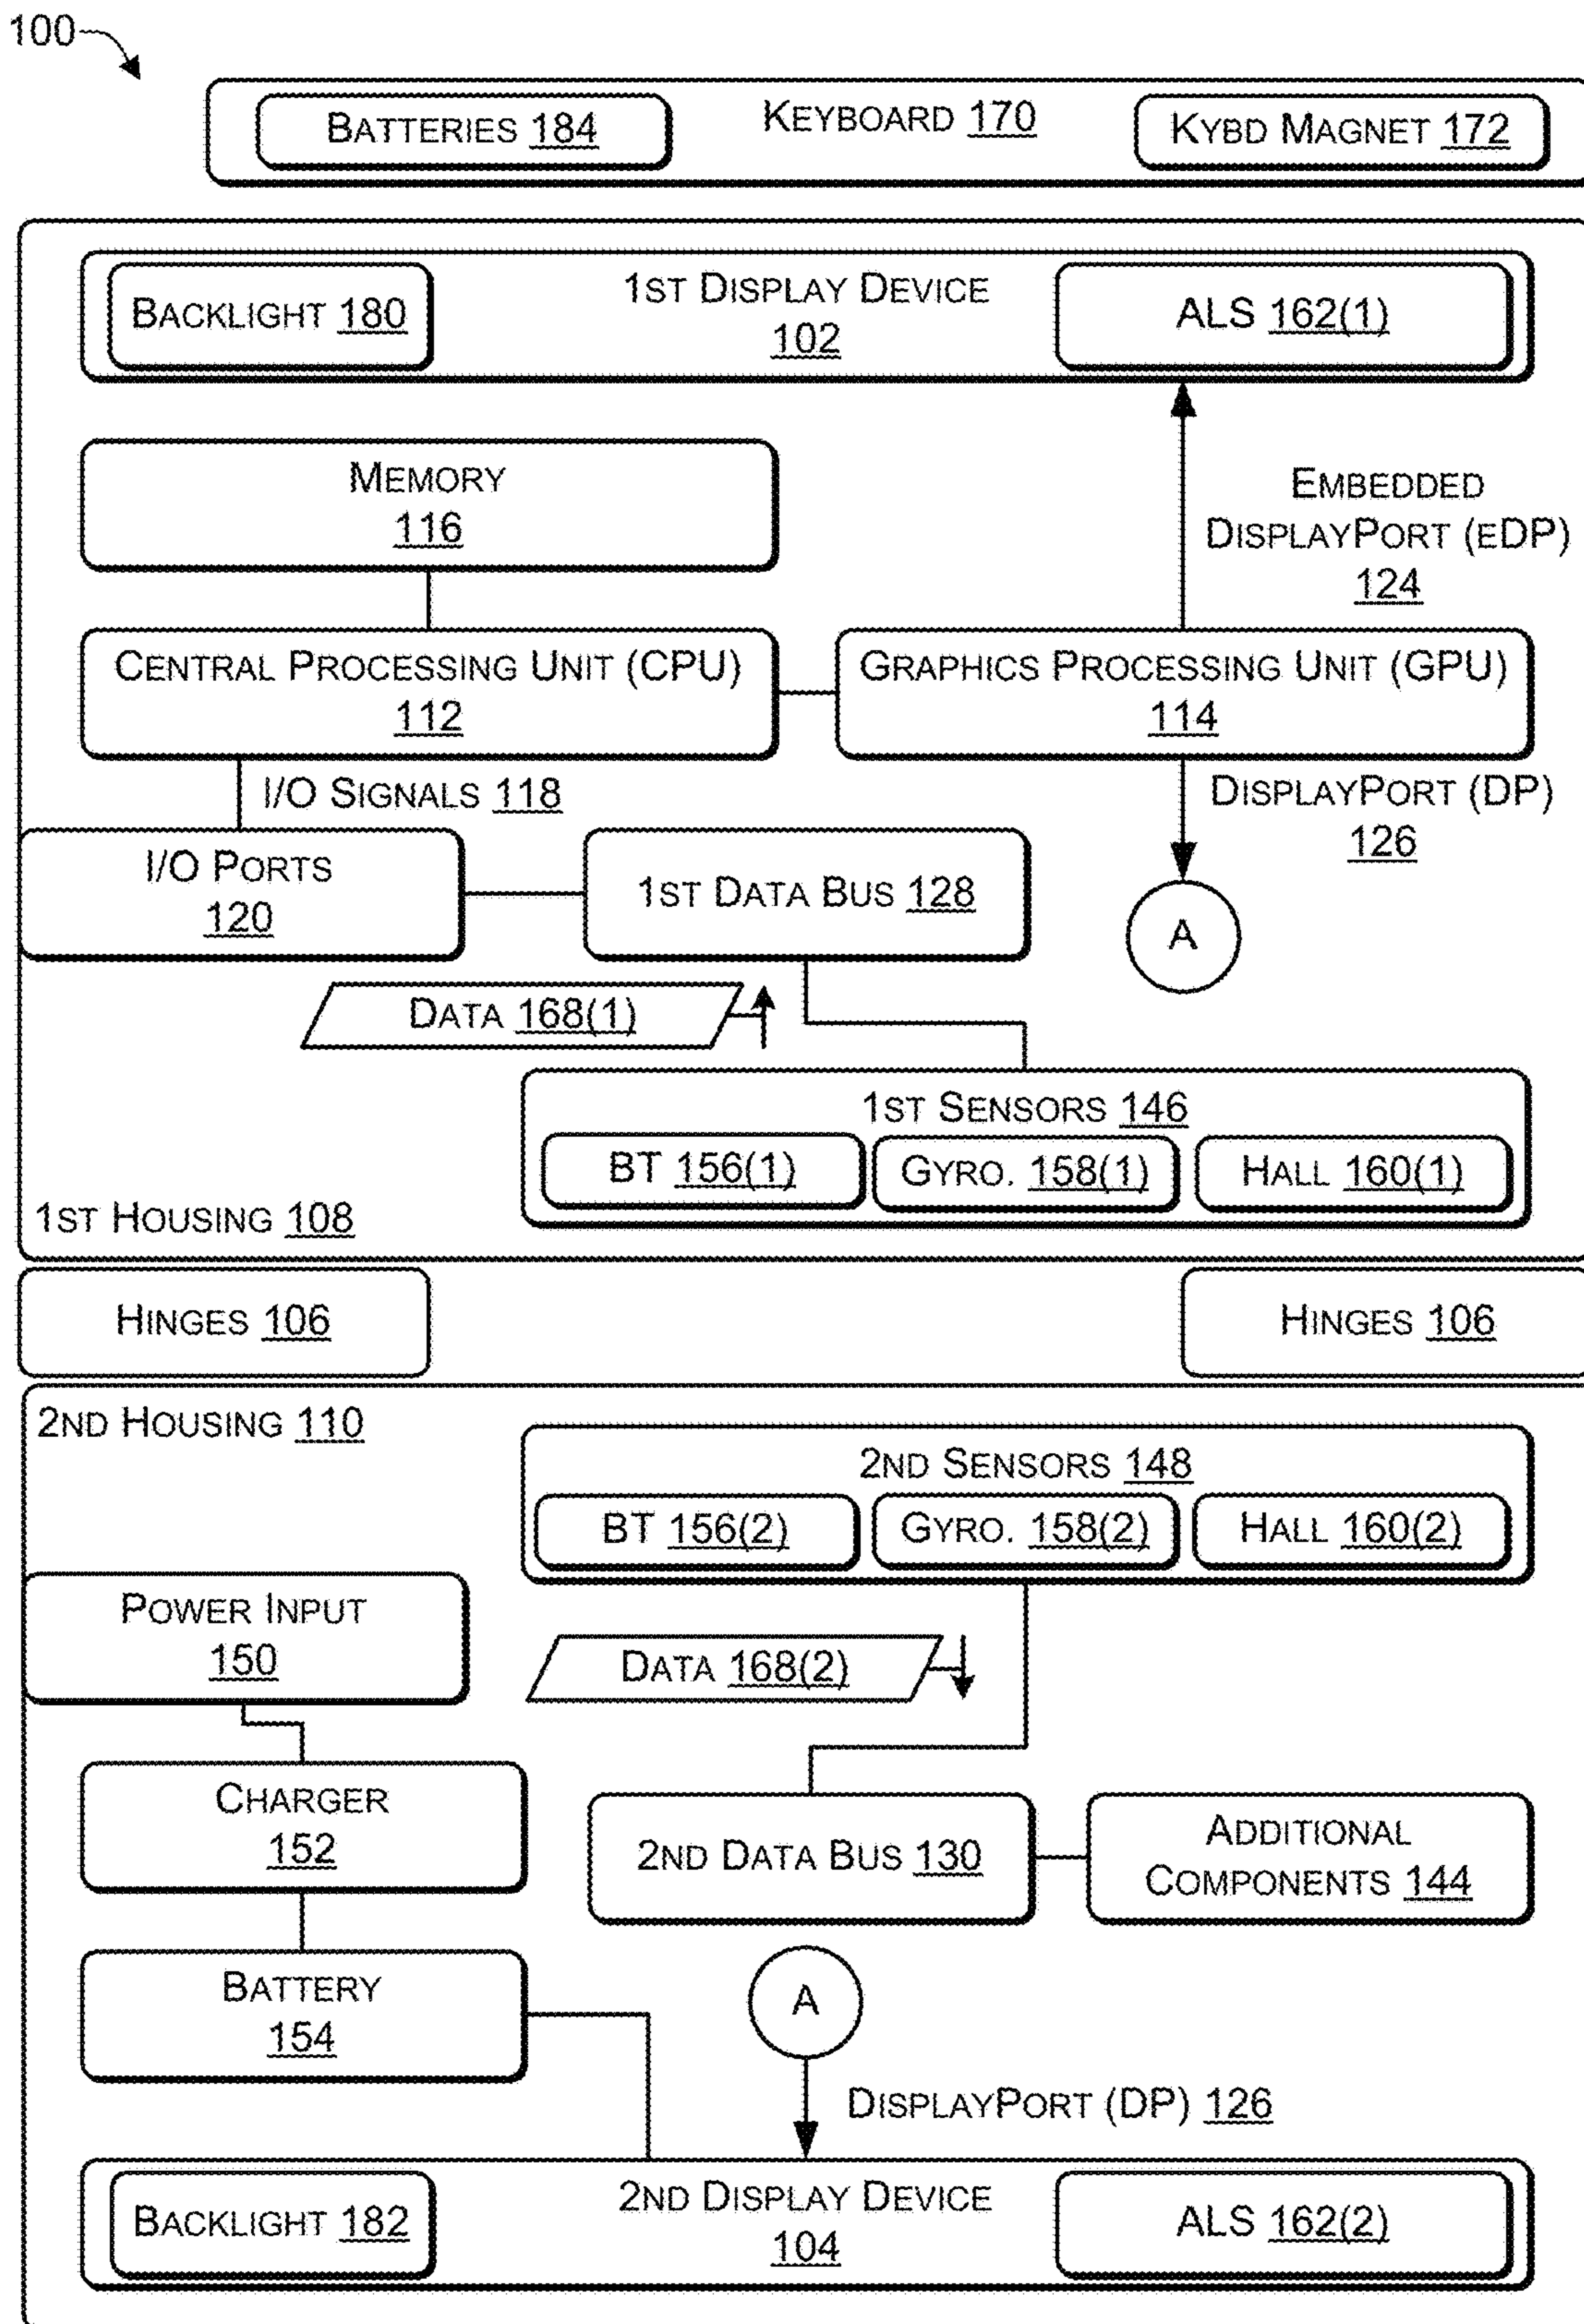 100
BATTERIES 184
KEYBOARD 170
KYBD MAGNET 172
BACKLIGHT 180
1ST DISPLAY DEVICE
102
ALS 162(1)
MEMORY
116
EMBEDDED
DISPLAYPORT (EDP)
124
CENTRAL PROCESSING UNIT (CPU)
112
GRAPHICS PROCESSING UNIT (GPU)
114
I/O SIGNALS 118
DISPLAYPORT (DP)
126
I/O PORTS
120
1ST DATA BUS 128
A
DATA 168(1)
1ST SENSORS 146
BT 156(1)
GYRO. 158(1)
HALL 160(1)
1ST HOUSING 108
HINGES 106
HINGES 106
2ND HOUSING 110
2ND SENSORS 148
BT 156(2)
GYRO. 158(2)
HALL 160(2)
POWER INPUT
150
DATA 168(2)
CHARGER
152
2ND DATA BUS 130
ADDITIONAL
COMPONENTS 144
BATTERY
154
A
DISPLAYPORT (DP) 126
BACKLIGHT 182
2ND DISPLAY DEVICE
104
ALS 162(2)